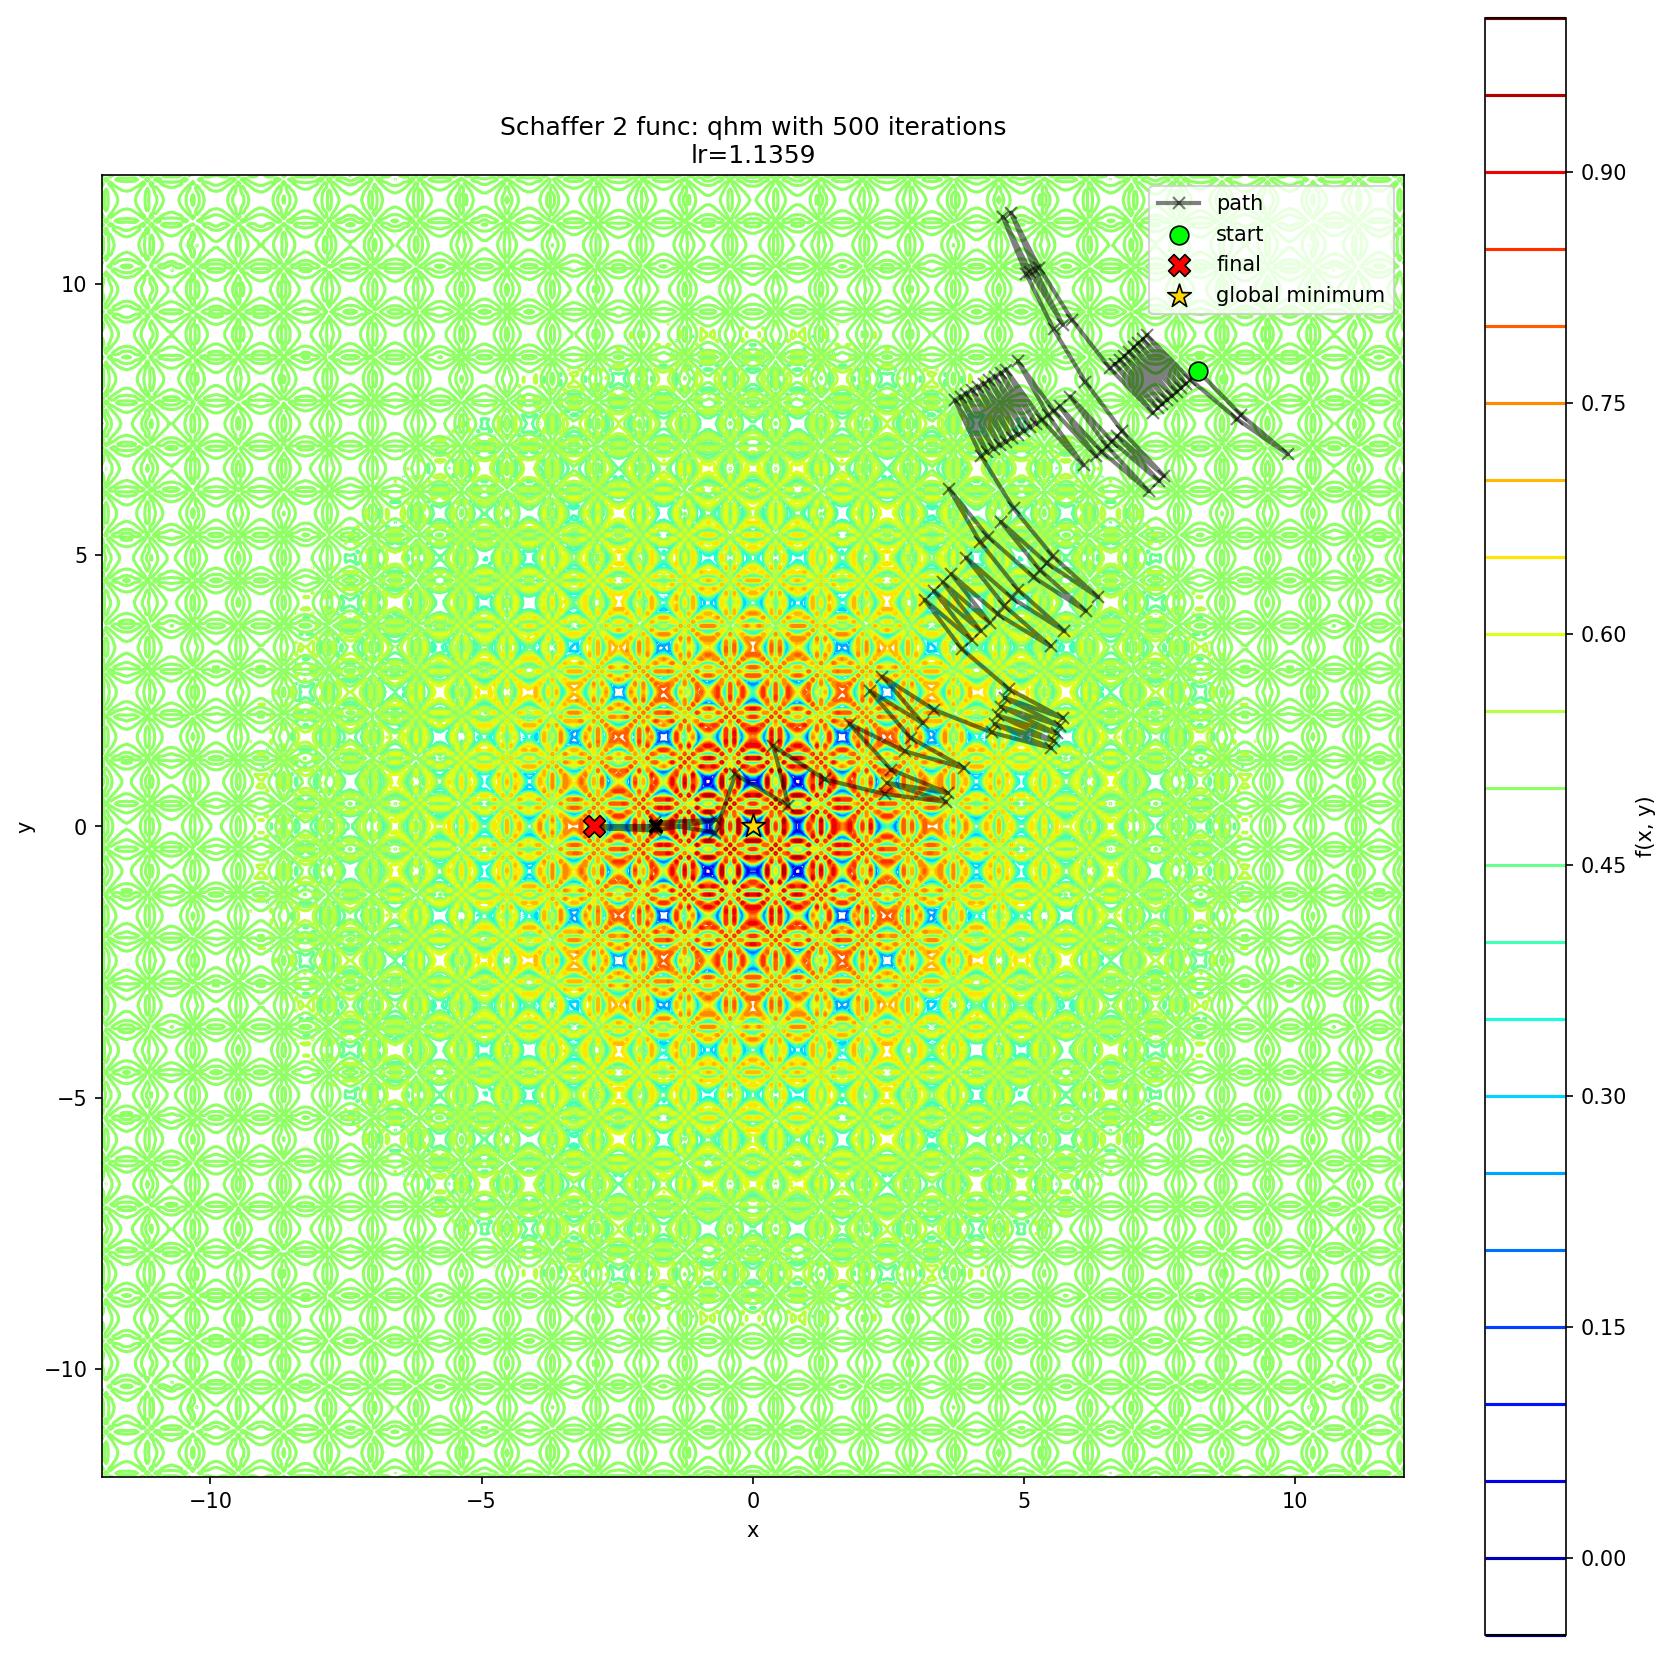 Schaffer 2 func: qhm with 500 iterations
lr=1.1359
path
start
final
global minimum
10
5
0
−5
−10
y
−10
−5
0
5
10
x
0.90
0.75
0.60
0.45
0.30
0.15
0.00
f(x, y)